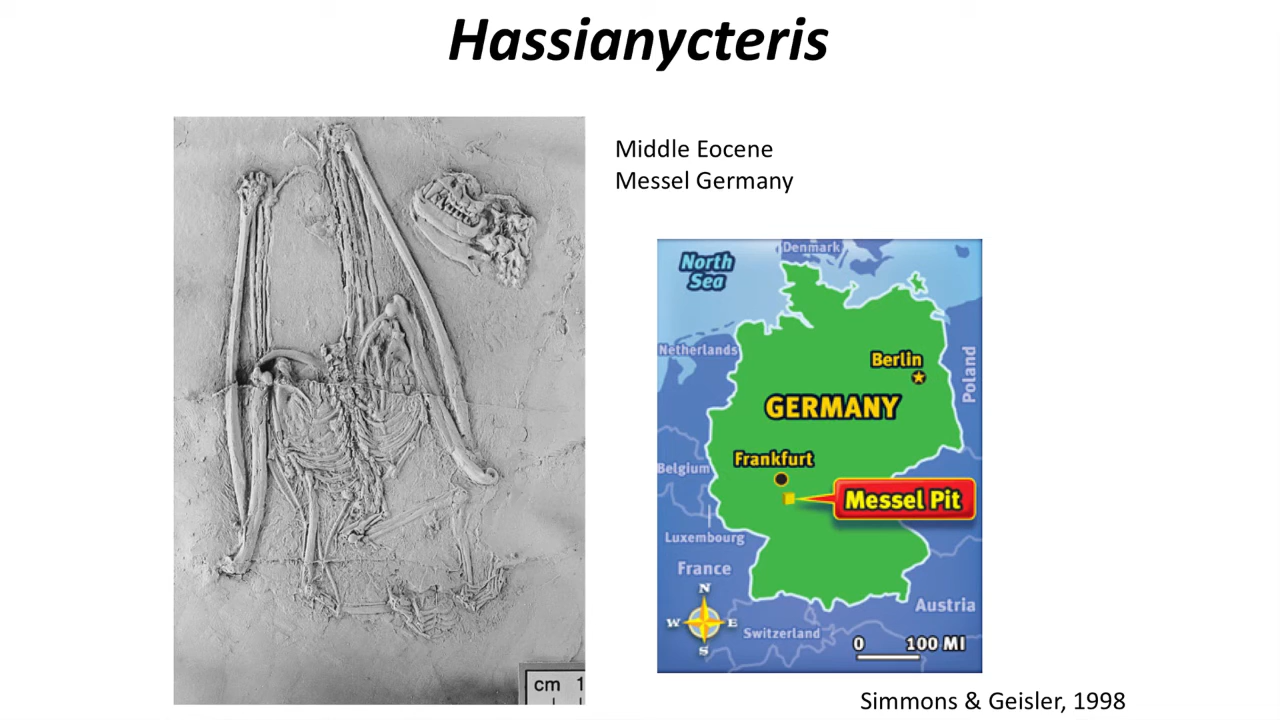 Hassianycteris
Middle Eocene
Messel Germany
Denmark
North
Sea
Netherlands
Berlin
Poland
GERMANY
Frankfurt
Belgium
Messel Pit
Luxembourg
France
N
W E
S
Austria
Switzerland
0 100 MI
cm 1
Simmons & Geisler, 1998